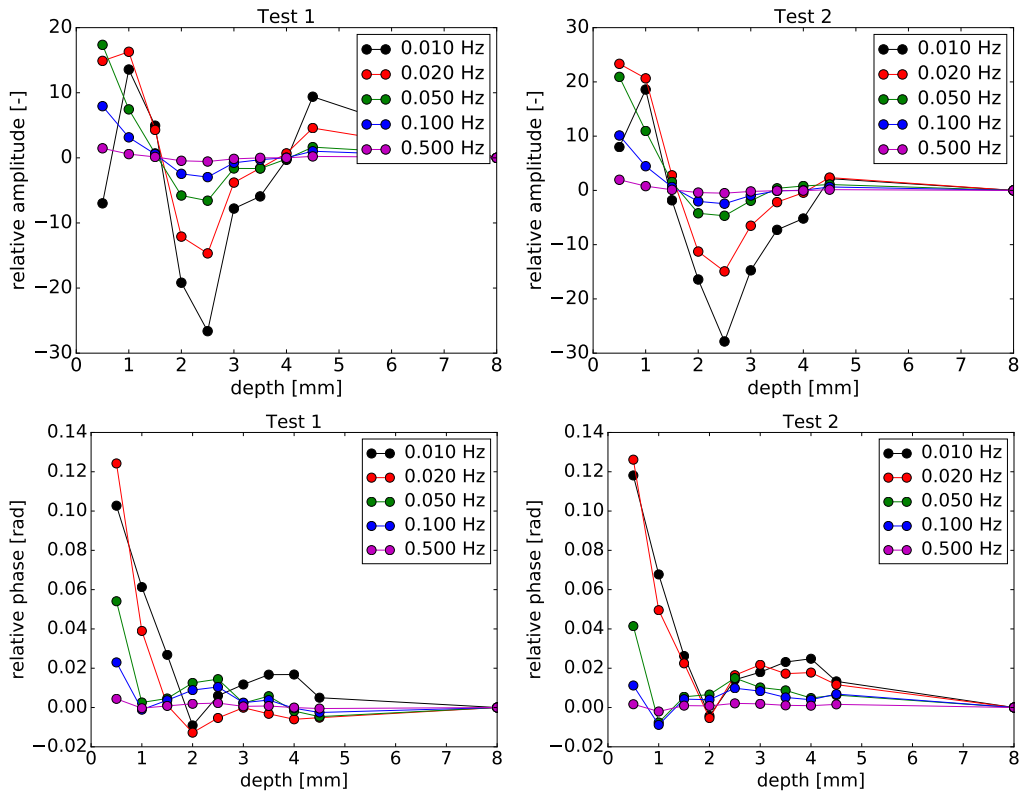 Test 1
20
10
0
−10
−20
−30
relative amplitude [-]
0.010 Hz
0.020 Hz
0.050 Hz
0.100 Hz
0.500 Hz
0 1 2 3 4 5 6 7 8
depth [mm]
Test 2
30
20
10
0
−10
−20
−30
relative amplitude [-]
0.010 Hz
0.020 Hz
0.050 Hz
0.100 Hz
0.500 Hz
0 1 2 3 4 5 6 7 8
depth [mm]
Test 1
0.14
0.12
0.10
0.08
0.06
0.04
0.02
0.00
−0.02
relative phase [rad]
0.010 Hz
0.020 Hz
0.050 Hz
0.100 Hz
0.500 Hz
0 1 2 3 4 5 6 7 8
depth [mm]
Test 2
0.14
0.12
0.10
0.08
0.06
0.04
0.02
0.00
−0.02
relative phase [rad]
0.010 Hz
0.020 Hz
0.050 Hz
0.100 Hz
0.500 Hz
0 1 2 3 4 5 6 7 8
depth [mm]